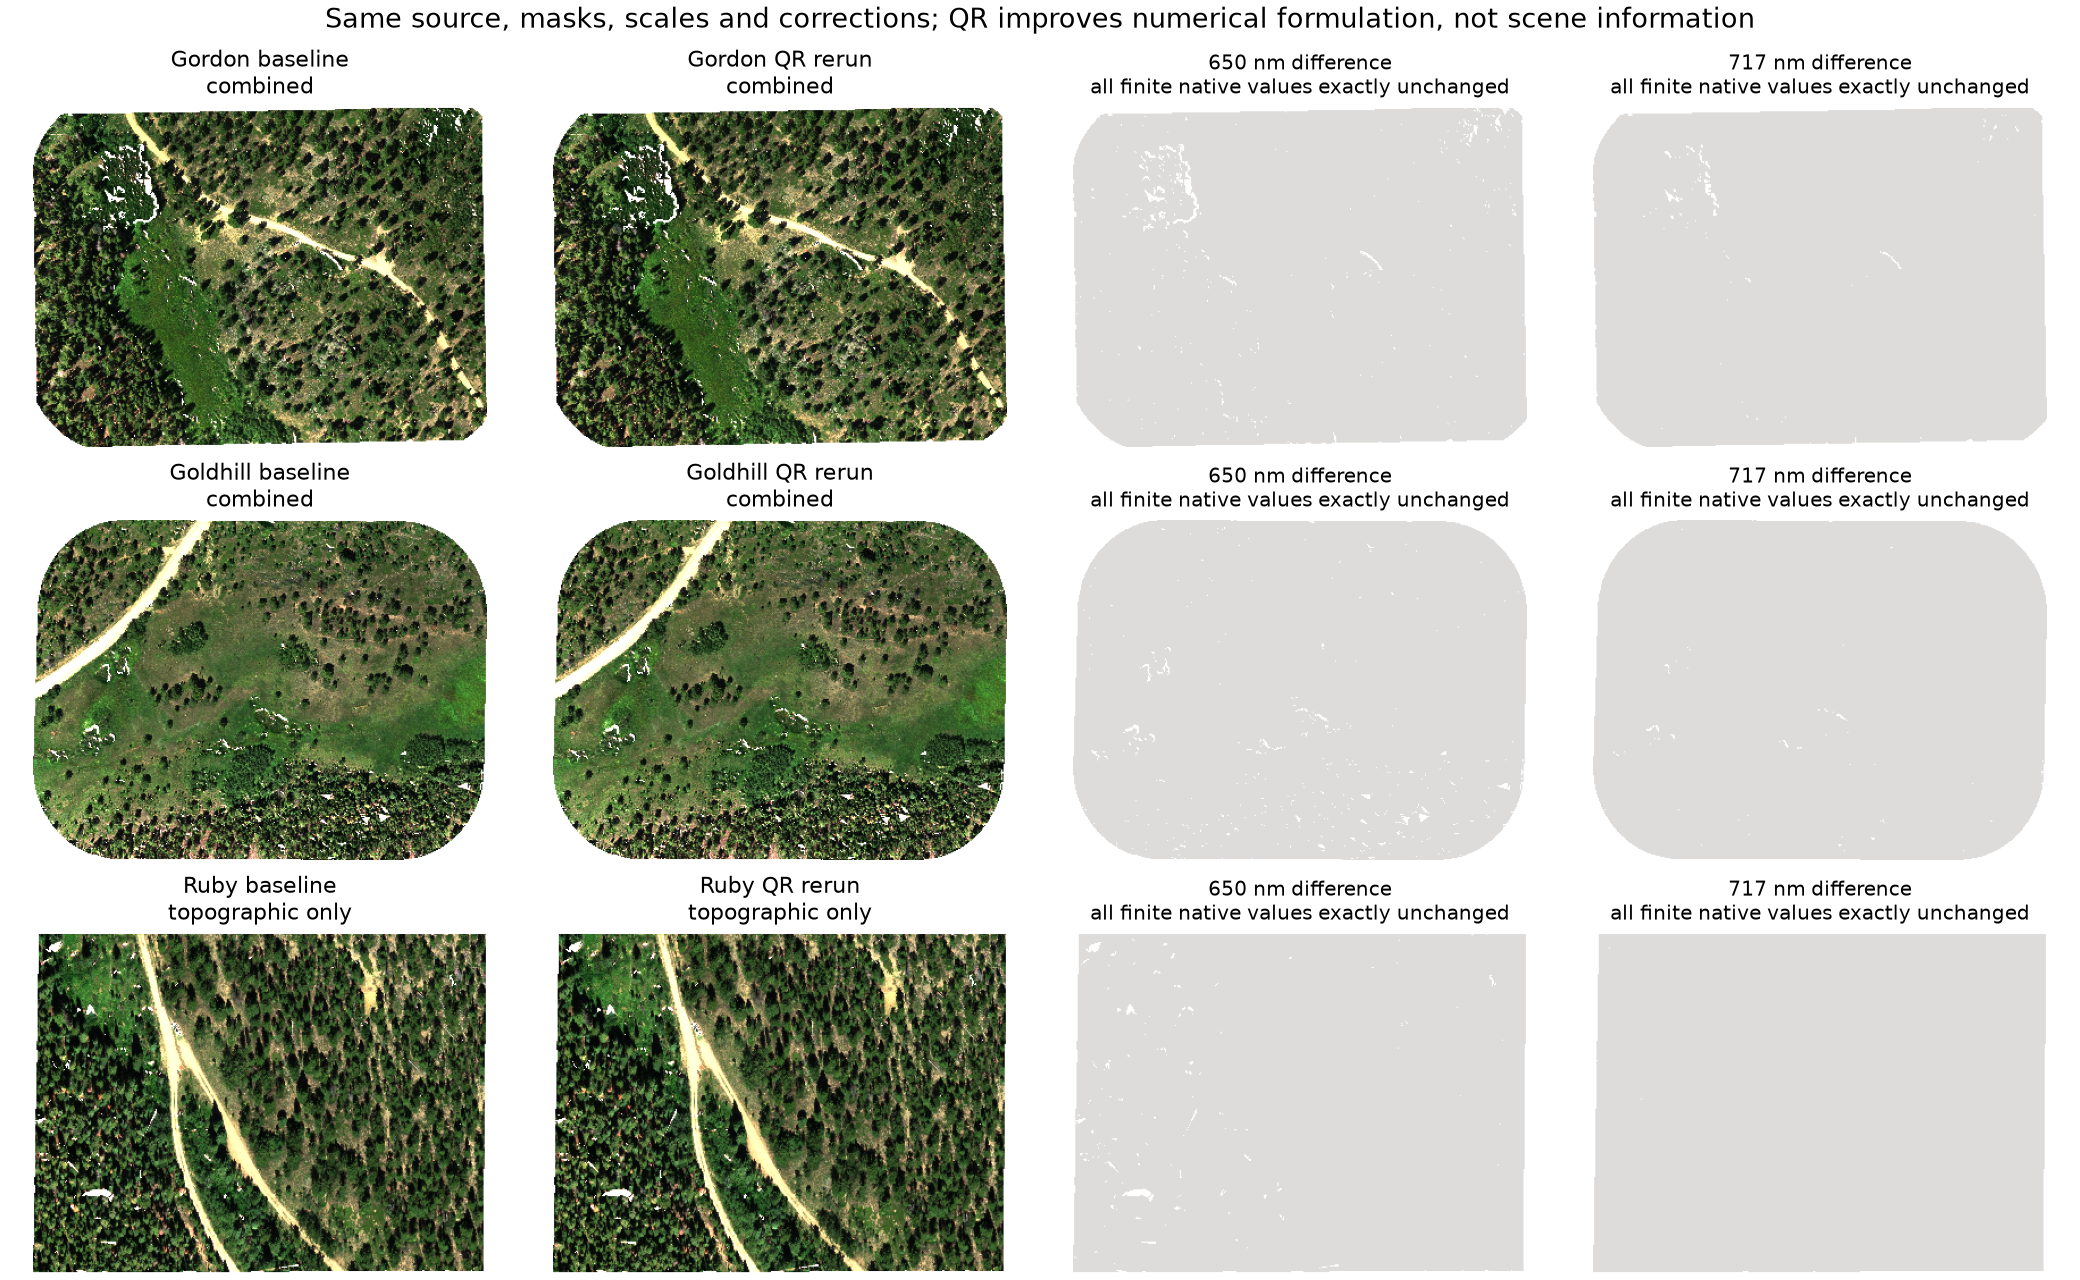 Same source, masks, scales and corrections; QR improves numerical formulation, not scene information
Gordon baseline
combined
Gordon QR rerun
combined
650 nm difference
all finite native values exactly unchanged
717 nm difference
all finite native values exactly unchanged
Goldhill baseline
combined
Goldhill QR rerun
combined
650 nm difference
all finite native values exactly unchanged
717 nm difference
all finite native values exactly unchanged
Ruby baseline
topographic only
Ruby QR rerun
topographic only
650 nm difference
all finite native values exactly unchanged
717 nm difference
all finite native values exactly unchanged